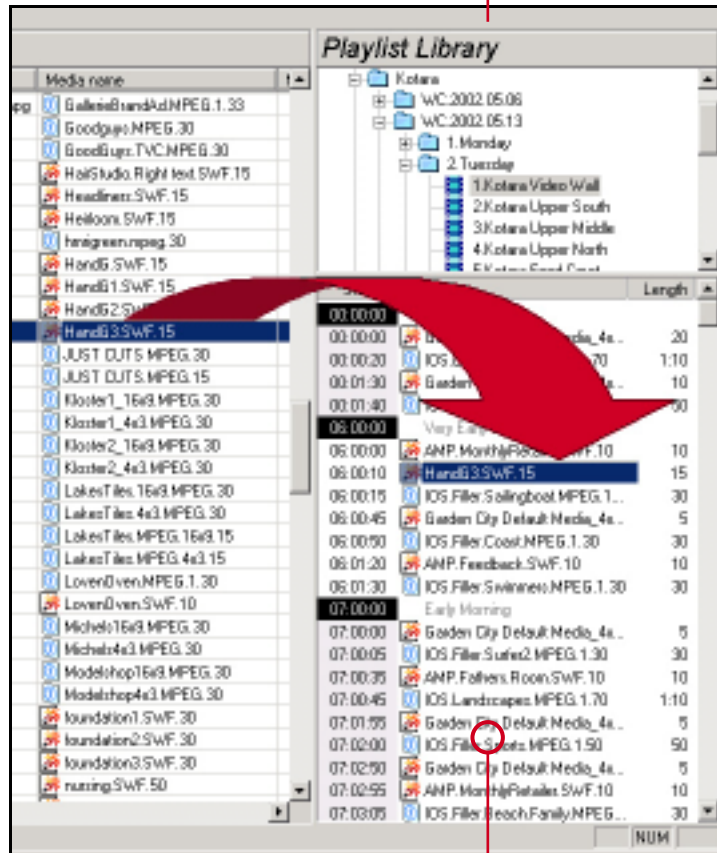 Playlist Library
Media name
GallerieBrandAd.MPEG.1.33
Goodguys.MPEG.30
GoodGuys.TVC.MPEG.30
HairStudio.Right text.SWF.15
Headliners.SWF.15
Heirloom.SWF.15
hmigreen.mpeg.30
HandG.SWF.15
HandG1.SWF.15
HandG2.SWF
HandG3.SWF.15
JUST CUTS MPEG.30
JUST CUTS MPEG.15
Kloster1_16x9.MPEG.30
Kloster1_4x3.MPEG.30
Kloster2_16x9.MPEG.30
Kloster2_4x3.MPEG.30
LakesTiles.16x9.MPEG.30
LakesTiles.4x3.MPEG.30
LakesTiles.MPEG.16x9.15
LakesTiles.MPEG.4x3.15
LovenOven.MPEG.1.30
LovenOven.SWF.10
Michels16x9.MPEG.30
Michels4x3.MPEG.30
Modelshop16x9.MPEG.30
Modelshop4x3.MPEG.30
foundation1.SWF.30
foundation2.SWF.30
foundation3.SWF.30
nursing.SWF.50
Kotara
WC:2002.05.06
WC:2002.05.13
1.Monday
2.Tuesday
1.Kotara Video Wall
2.Kotara Upper South
3.Kotara Upper Middle
4.Kotara Upper North
Length
00:00:00
00:00:00 20
00:00:20 IOS. .70 1:10
00:01:30 Garden 10
00:01:40
06:00:00 Very Early
06:00:00 AMP.MonthlyRetailer.SWF.10 10
06:00:10 HandG3.SWF.15 15
06:00:15 IOS.Filler.Sailingboat.MPEG.1... 30
06:00:45 Garden City Default Media_4x... 5
06:00:50 IOS.Filler.Coast.MPEG.1.30 30
06:01:20 AMP.Feedback.SWF.10 10
06:01:30 IOS.Filler.Swimmers.MPEG.1.30 30
07:00:00 Early Morning
07:00:00 Garden City Default Media_4x... 5
07:00:05 IOS.Filler.Surfer2.MPEG.1.30 30
07:00:35 AMP.Fathers.Room.SWF.10 10
07:00:45 IOS.Landscapes.MPEG.1.70 1:10
07:01:55 Garden City Default Media_4x... 5
07:02:00 IOS.Filler.Sports.MPEG.1.50 50
07:02:50 Garden City Default Media_4x... 5
07:02:55 AMP.MonthlyRetailer.SWF.10 10
07:03:05 IOS.Filler.Beach.Family.MPEG... 30
NUM